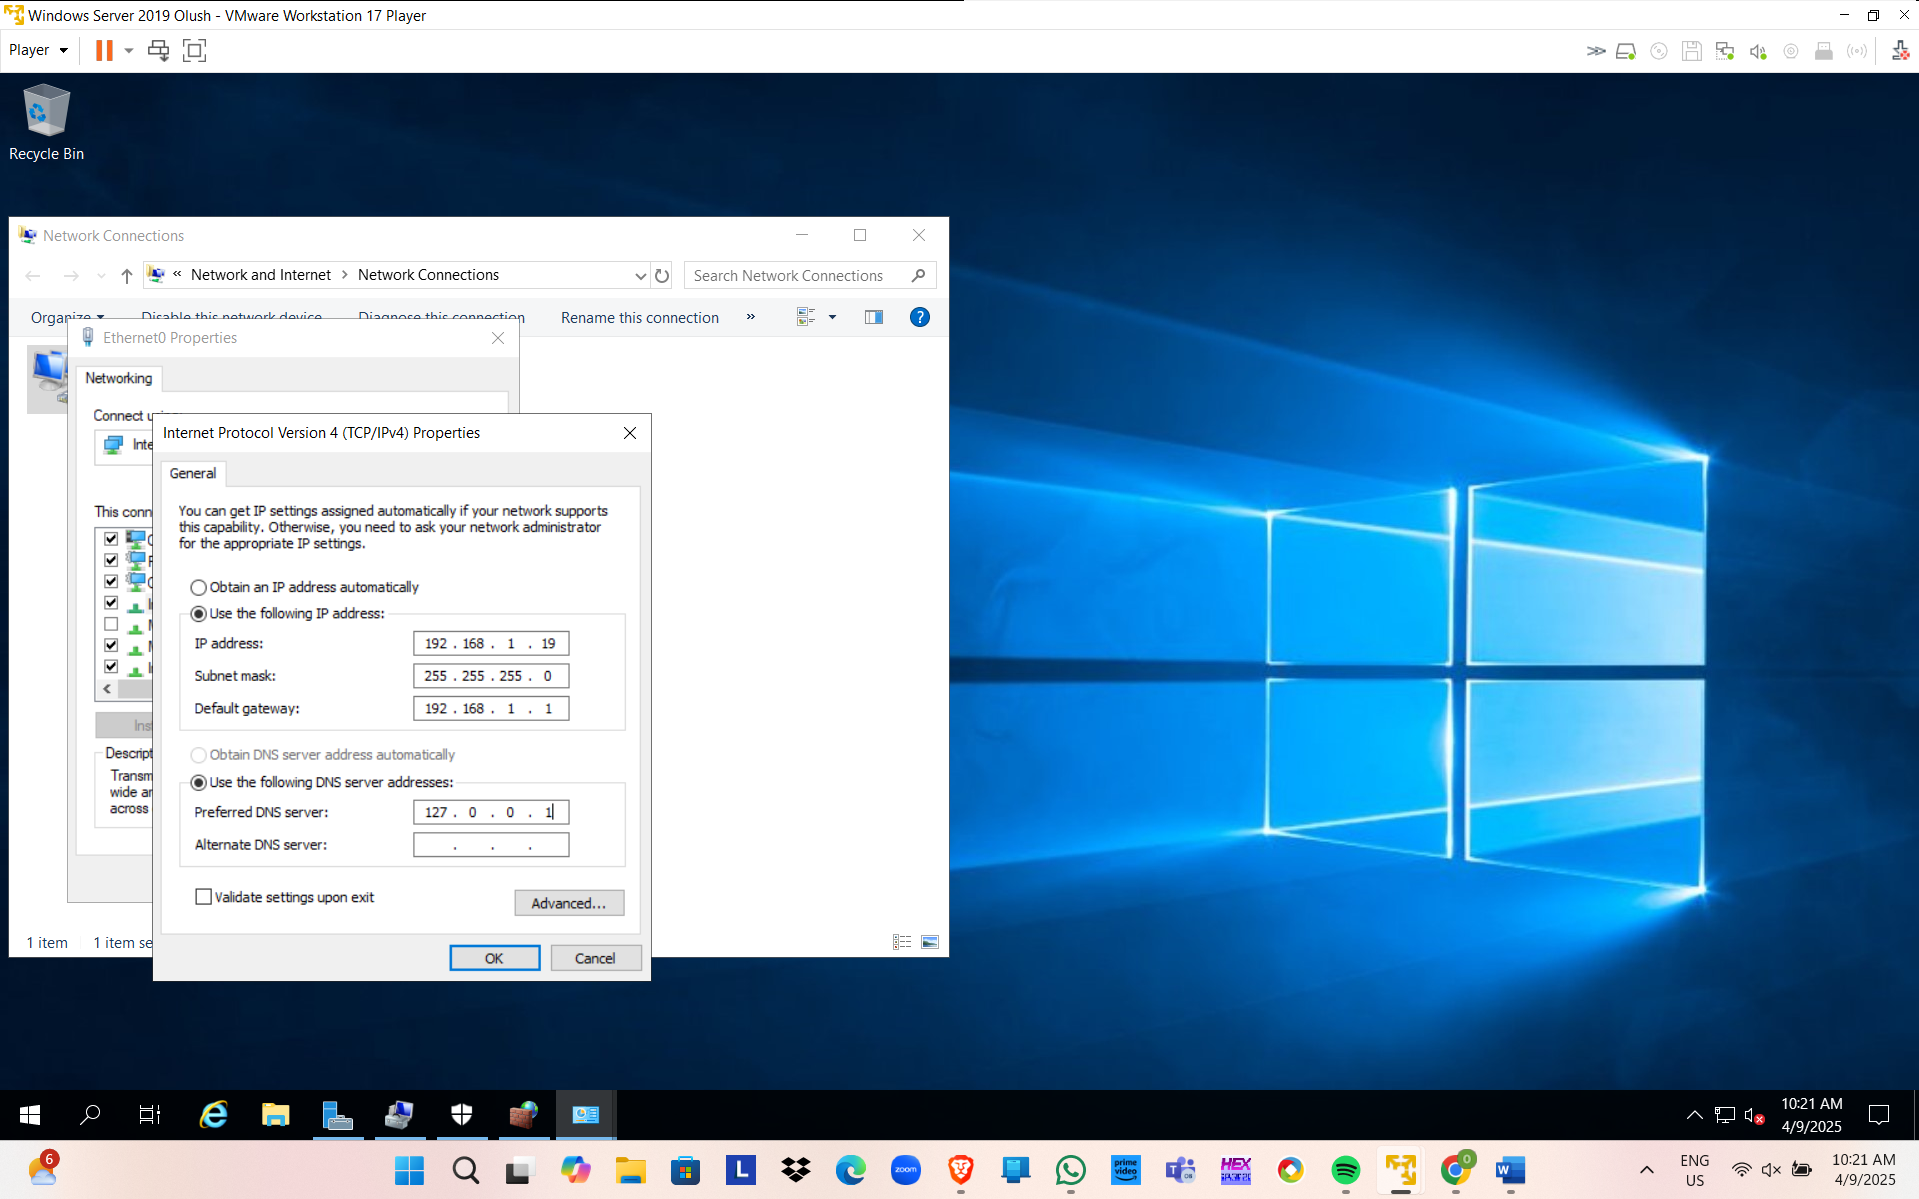 Windows Server 2019 Olush - VMware Workstation 17 Player
Player
Recycle Bin
Network Connections
« Network and Internet > Network Connections
Search Network Connections
Organize
Disable this network device
Diagnose this connection
Rename this connection
»
Ethernet0 Properties
Networking
Connect
Inte
Internet Protocol Version 4 (TCP/IPv4) Properties
General
This conn
You can get IP settings assigned automatically if your network supports
this capability. Otherwise, you need to ask your network administrator
for the appropriate IP settings.
Obtain an IP address automatically
Use the following IP address:
IP address:
192 . 168 . 1 . 19
Subnet mask:
255 . 255 . 255 . 0
Default gateway:
192 . 168 . 1 . 1
Inst
Obtain DNS server address automatically
Descript
Use the following DNS server addresses:
Transm
wide ar
across
Preferred DNS server:
127 . 0 . 0 . 1
Alternate DNS server:
. . .
Validate settings upon exit
Advanced...
OK
Cancel
1 item
1 item se
10:21 AM
4/9/2025
6
L
zoom
prime video
HEX
0
W
ENG
US
10:21 AM
4/9/2025